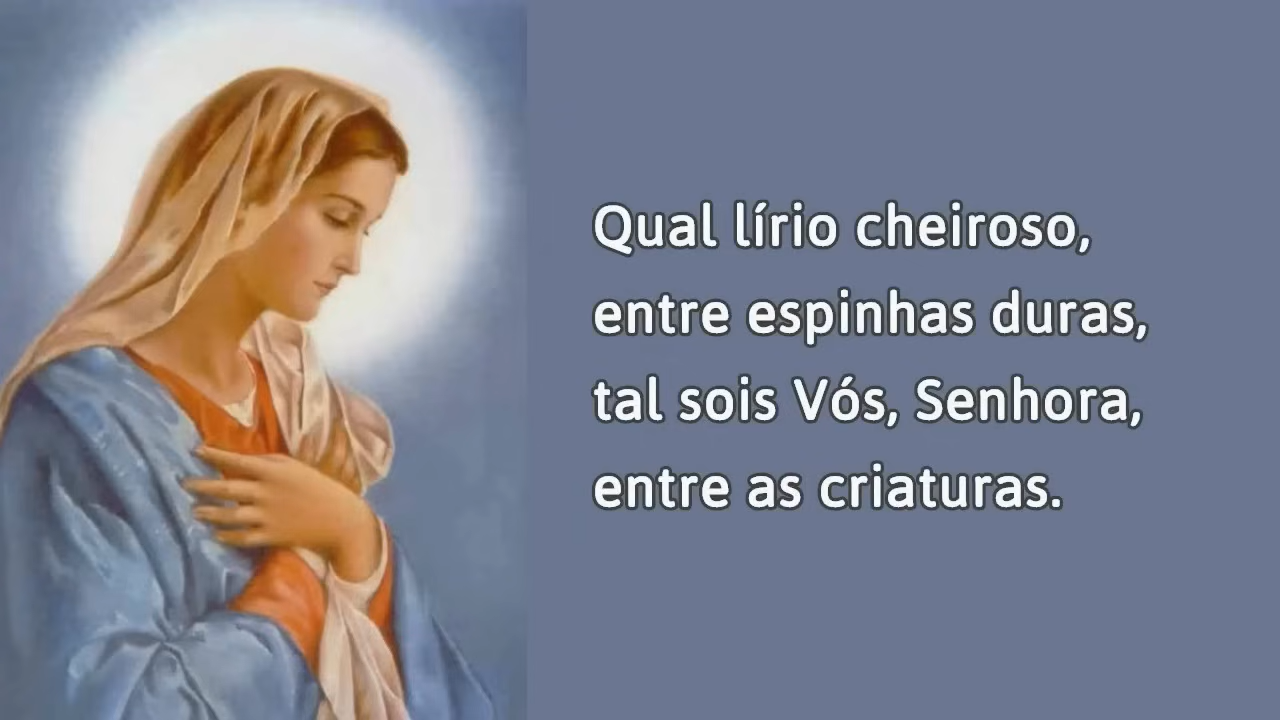 Qual lírio cheiroso,
entre espinhas duras,
tal sois Vós, Senhora,
entre as criaturas.